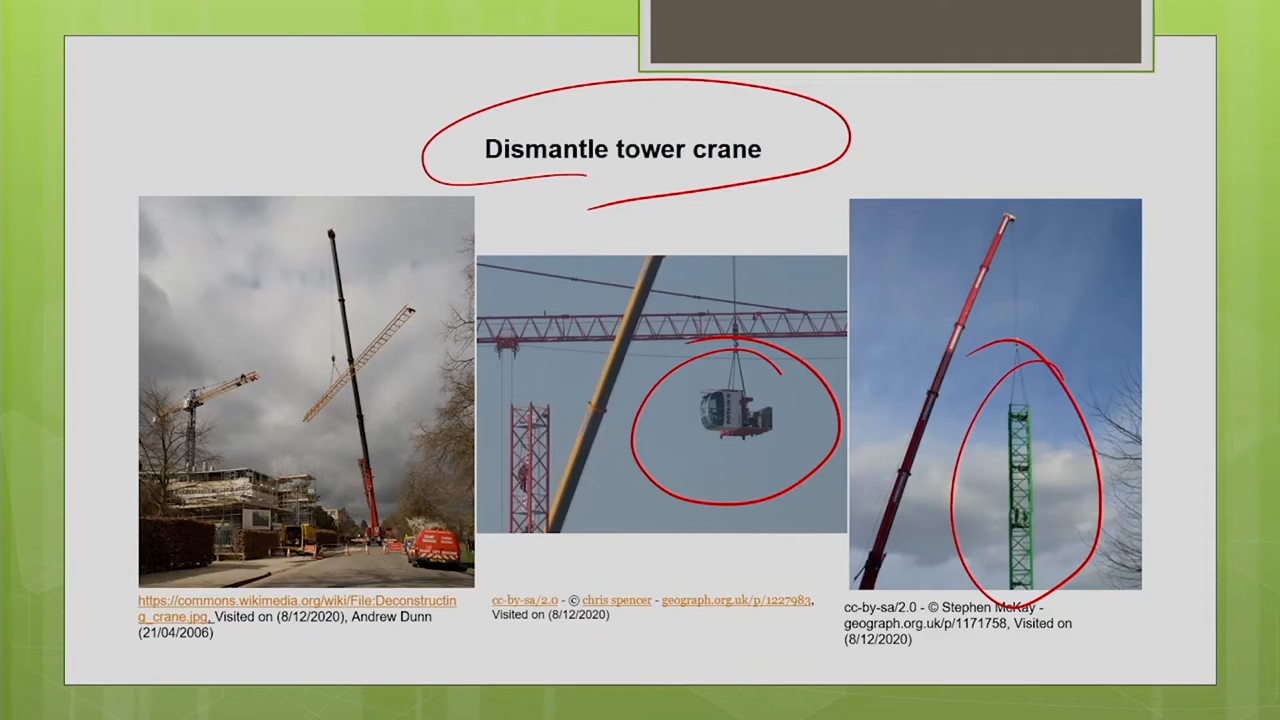 Dismantle tower crane
https://commons.wikimedia.org/wiki/File:Deconstructin
g_crane.jpg, Visited on (8/12/2020), Andrew Dunn
(21/04/2006)
cc-by-sa/2.0 - © chris spencer - geograph.org.uk/p/1227983,
Visited on (8/12/2020)
cc-by-sa/2.0 - © Stephen McKay -
geograph.org.uk/p/1171758, Visited on
(8/12/2020)